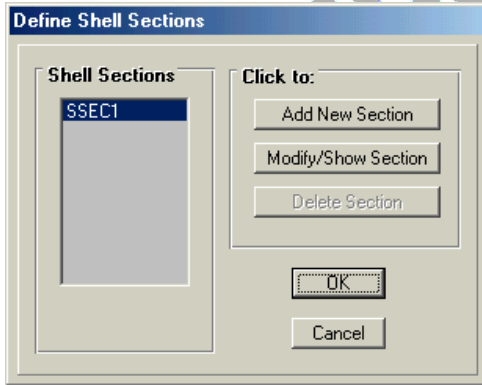 Define Shell Sections
Shell Sections
SSEC1
Click to:
Add New Section
Modify/Show Section
Delete Section
OK
Cancel